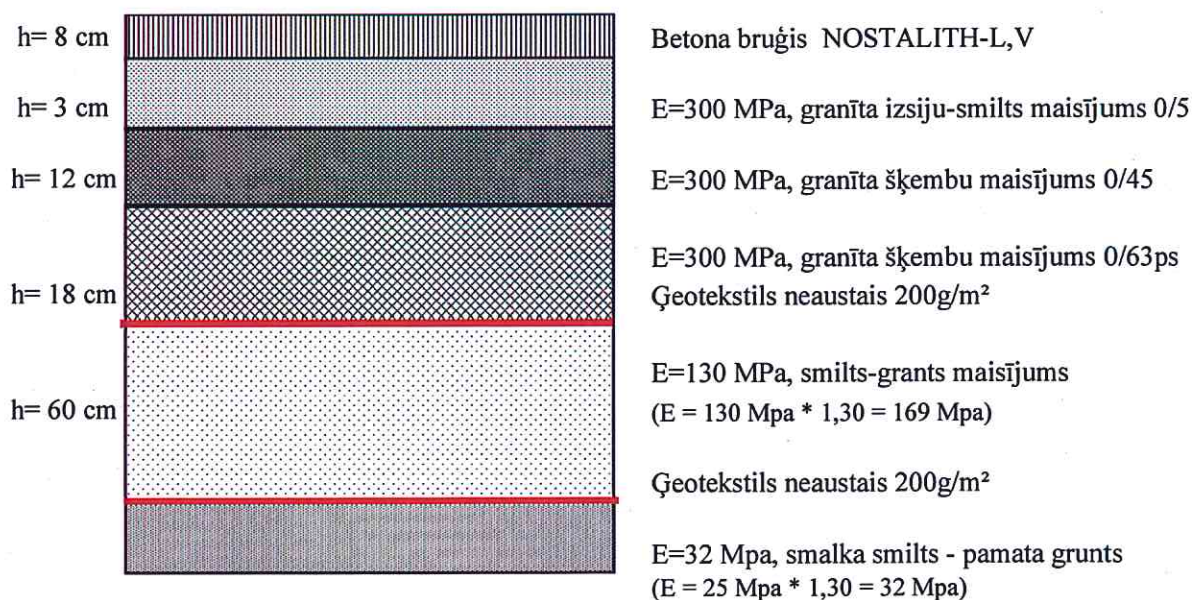 h= 8 cm Betona bruģis NOSTALITH-L,V
h= 3 cm E=300 MPa, granīta izsiju-smilts maisījums 0/5
h= 12 cm E=300 MPa, granīta šķembu maisījums 0/45
E=300 MPa, granīta šķembu maisījums 0/63ps
h= 18 cm Ģeotekstils neaustais 200g/m²
E=130 MPa, smilts-grants maisījums
h= 60 cm (E = 130 Mpa * 1,30 = 169 Mpa)
Ģeotekstils neaustais 200g/m²
E=32 Mpa, smalka smilts - pamata grunts
(E = 25 Mpa * 1,30 = 32 Mpa)